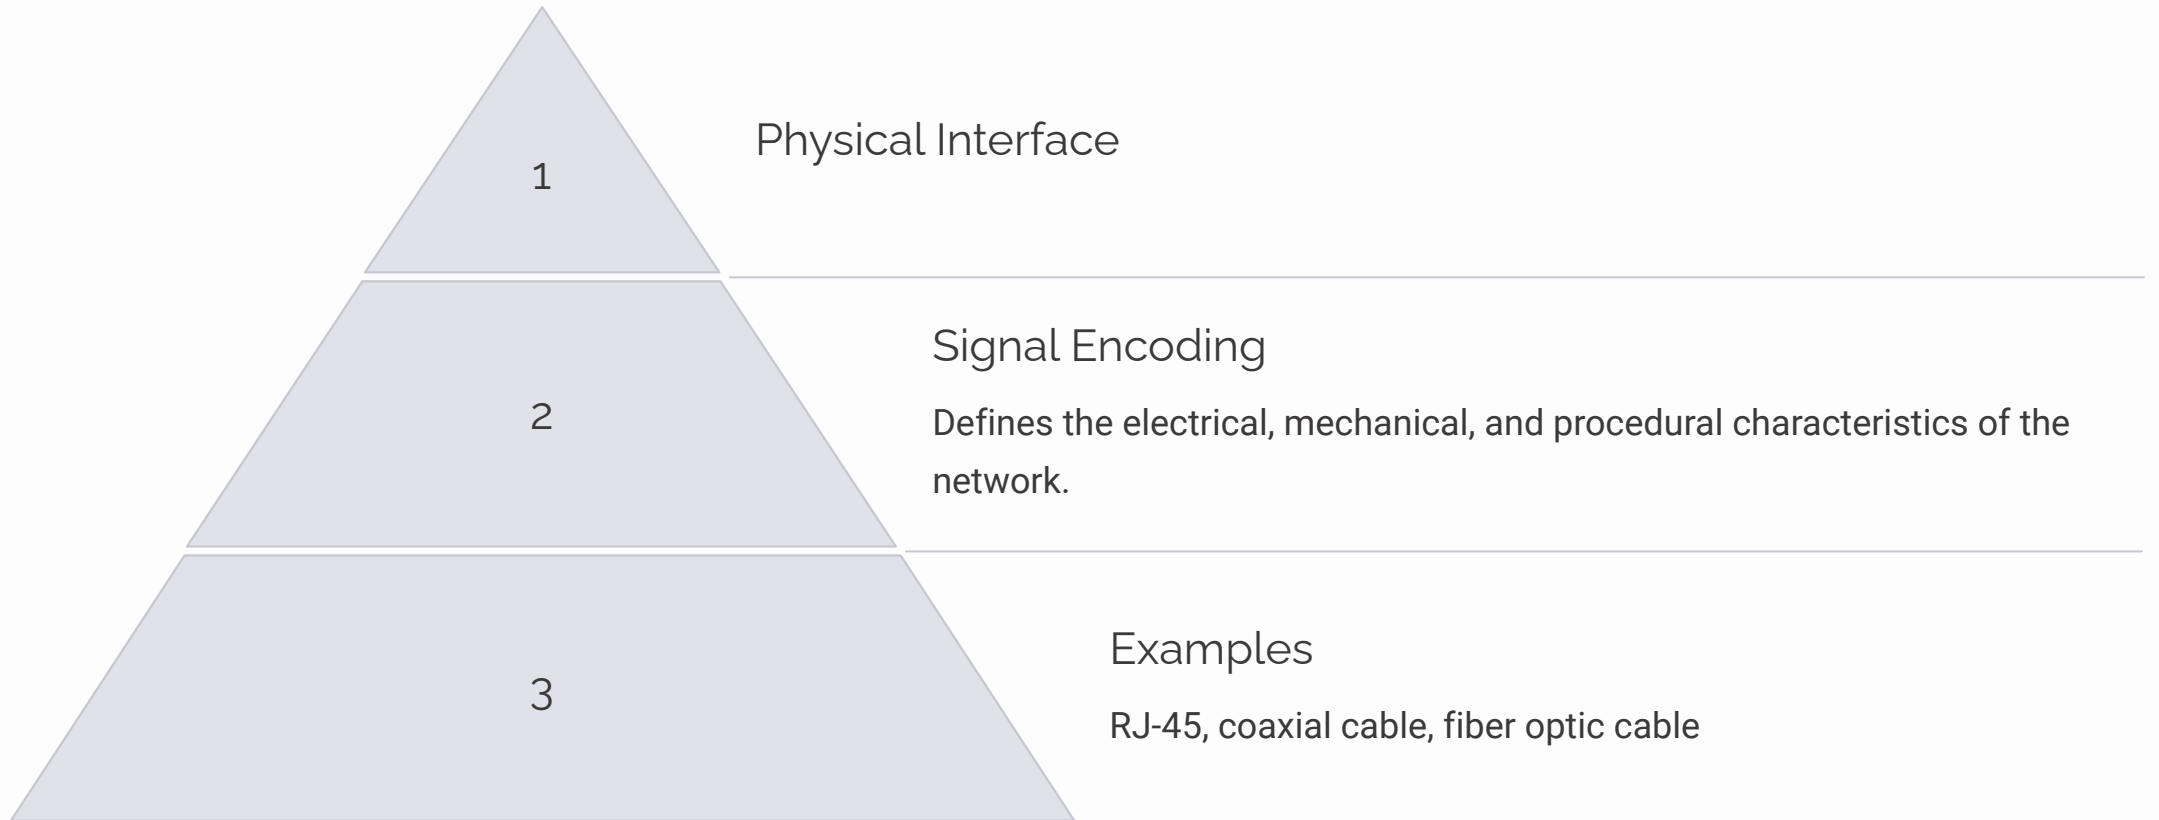 1
Physical Interface
2
Signal Encoding
Defines the electrical, mechanical, and procedural characteristics of the
network.
3
Examples
RJ-45, coaxial cable, fiber optic cable